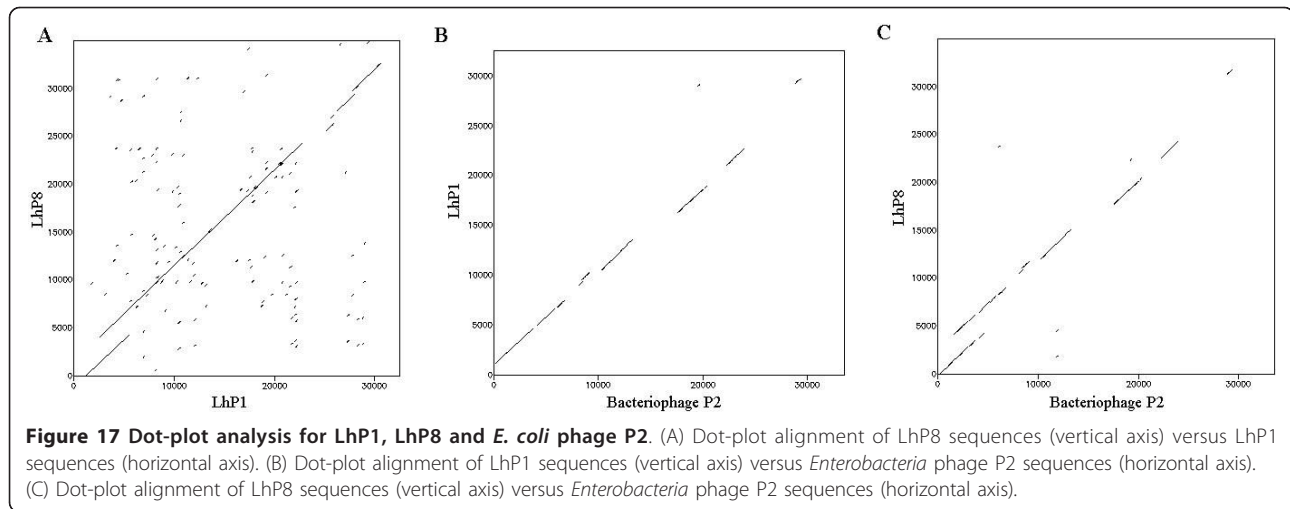 A
B
C
30000
25000
20000
15000
10000
5000
0
LhP8
0 10000 20000 30000
LhP1
30000
25000
20000
15000
10000
5000
0
LhP1
0 10000 20000 30000
Bacteriophage P2
30000
25000
20000
15000
10000
5000
0
LhP8
0 10000 20000 30000
Bacteriophage P2
Figure 17 Dot-plot analysis for LhP1, LhP8 and E. coli phage P2. (A) Dot-plot alignment of LhP8 sequences (vertical axis) versus LhP1
sequences (horizontal axis). (B) Dot-plot alignment of LhP1 sequences (vertical axis) versus Enterobacteria phage P2 sequences (horizontal axis).
(C) Dot-plot alignment of LhP8 sequences (vertical axis) versus Enterobacteria phage P2 sequences (horizontal axis).